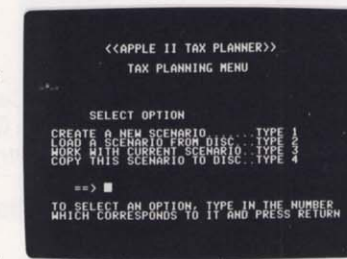 <<APPLE II TAX PLANNER>>
TAX PLANNING MENU
SELECT OPTION
CREATE A NEW SCENARIO.......TYPE 1
LOAD A SCENARIO FROM DISC..TYPE 2
WORK WITH CURRENT SCENARIO.TYPE 3
COPY THIS SCENARIO TO DISC..TYPE 4
==>
TO SELECT AN OPTION, TYPE IN THE NUMBER
WHICH CORRESPONDS TO IT AND PRESS RETURN